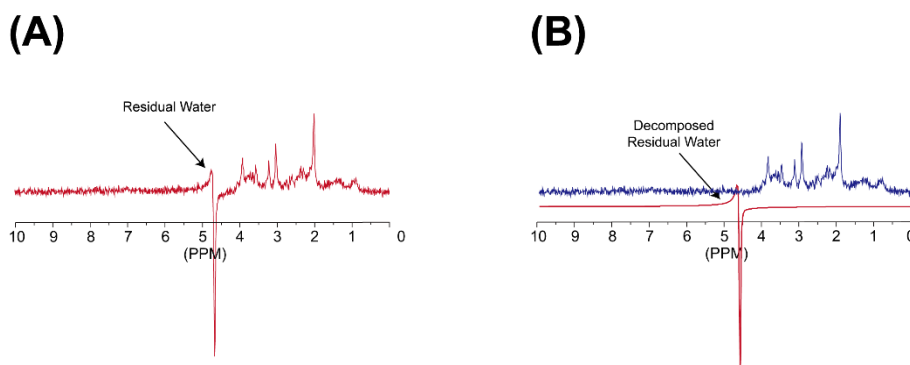 (A)
(B)
Residual Water
Decomposed
Residual Water
10 9 8 7 6 5 4 3 2 1 0
(PPM)
10 9 8 7 6 5 4 3 2 1 0
(PPM)